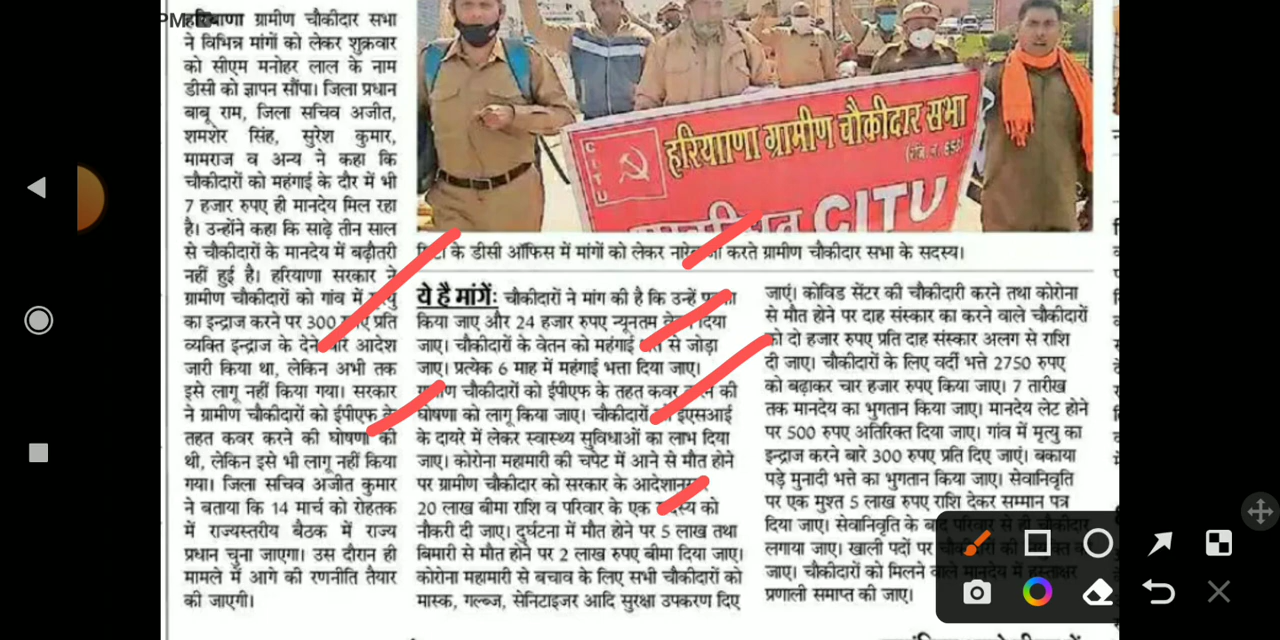 PM
हरियाणा ग्रामीण चौकीदार सभा
ने विभिन्न मांगों को लेकर शुक्रवार
को सीएम मनोहर लाल के नाम
डीसी को ज्ञापन सौंपा। जिला प्रधान
बाबू राम, जिला सचिव अजीत,
शमशेर सिंह, सुरेश कुमार,
मामराज व अन्य ने कहा कि
चौकीदारों को महंगाई के दौर में भी
7 हजार रुपए ही मानदेय मिल रहा
है। उन्होंने कहा कि साढ़े तीन साल
से चौकीदारों के मानदेय में बढ़ौतरी
नहीं हुई है। हरियाणा सरकार ने
ग्रामीण चौकीदारों को गांव में
का इन्द्राज करने पर 300 प्रति
व्यक्ति इन्द्राज के देने बारे आदेश
जारी किया था, लेकिन अभी तक
इसे लागू नहीं किया गया। सरकार
ने ग्रामीण चौकीदारों को ईपीएफ के
तहत कवर करने की घोषणा की
थी, लेकिन इसे भी लागू नहीं किया
गया। जिला सचिव अजीत कुमार
ने बताया कि 14 मार्च को रोहतक
में राज्यस्तरीय बैठक में राज्य
प्रधान चुना जाएगा। उस दौरान ही
मामले में आगे की रणनीति तैयार
की जाएगी।
CITU
हरियााणा ग्रामीण चौकीदार सभा
(रजि. नं. 650)
CITU
के डीसी ऑफिस में मांगों को लेकर करते ग्रामीण चौकीदार सभा के सदस्य।
ये है मांगें: चौकीदारों ने मांग की है कि उन्हें
किया जाए और 24 हजार रुपए न्यूनतम वेतन दिया
जाए। चौकीदारों के वेतन को महंगाई से जोड़ा
जाए। प्रत्येक 6 माह में महंगाई भत्ता दिया जाए।
ग्रामीण चौकीदारों को ईपीएफ के तहत कवर करने की
घोषणा को लागू किया जाए। चौकीदारों को ईएसआई
के दायरे में लेकर स्वास्थ्य सुविधाओं का लाभ दिया
जाए। कोरोना महामारी की चपेट में आने से मौत होने
पर ग्रामीण चौकीदार को सरकार के आदेशानुसार
20 लाख बीमा राशि व परिवार के एक सदस्य को
नौकरी दी जाए। दुर्घटना में मौत होने पर 5 लाख तथा
बिमारी से मौत होने पर 2 लाख रुपए बीमा दिया जाए।
कोरोना महामारी से बचाव के लिए सभी चौकीदारों को
मास्क, गल्ब्ज, सेनिटाइजर आदि सुरक्षा उपकरण दिए
जाएं। कोविड सेंटर की चौकीदारी करने तथा कोरोना
से मौत होने पर दाह संस्कार का करने वाले चौकीदारों
को दो हजार रुपए प्रति दाह संस्कार अलग से राशि
दी जाए। चौकीदारों के लिए वर्दी भत्ते 2750 रुपए
को बढ़ाकर चार हजार रुपए किया जाए। 7 तारीख
तक मानदेय का भुगतान किया जाए। मानदेय लेट होने
पर 500 रुपए अतिरिक्त दिया जाए। गांव में मृत्यु का
इन्द्राज करने बारे 300 रुपए प्रति दिए जाएं। बकाया
पड़े मुनादी भत्ते का भुगतान किया जाए। सेवानिवृति
पर एक मुश्त 5 लाख रुपए राशि देकर सम्मान पत्र
दिया जाए। सेवानिवृति के बाद परिवार से ही चौकीदार
लगाया जाए। खाली पदों पर चौकीदारों की
जाए। चौकीदारों को मिलने वाले मानदेय में हस्ताक्षर
प्रणाली समाप्त की जाए।